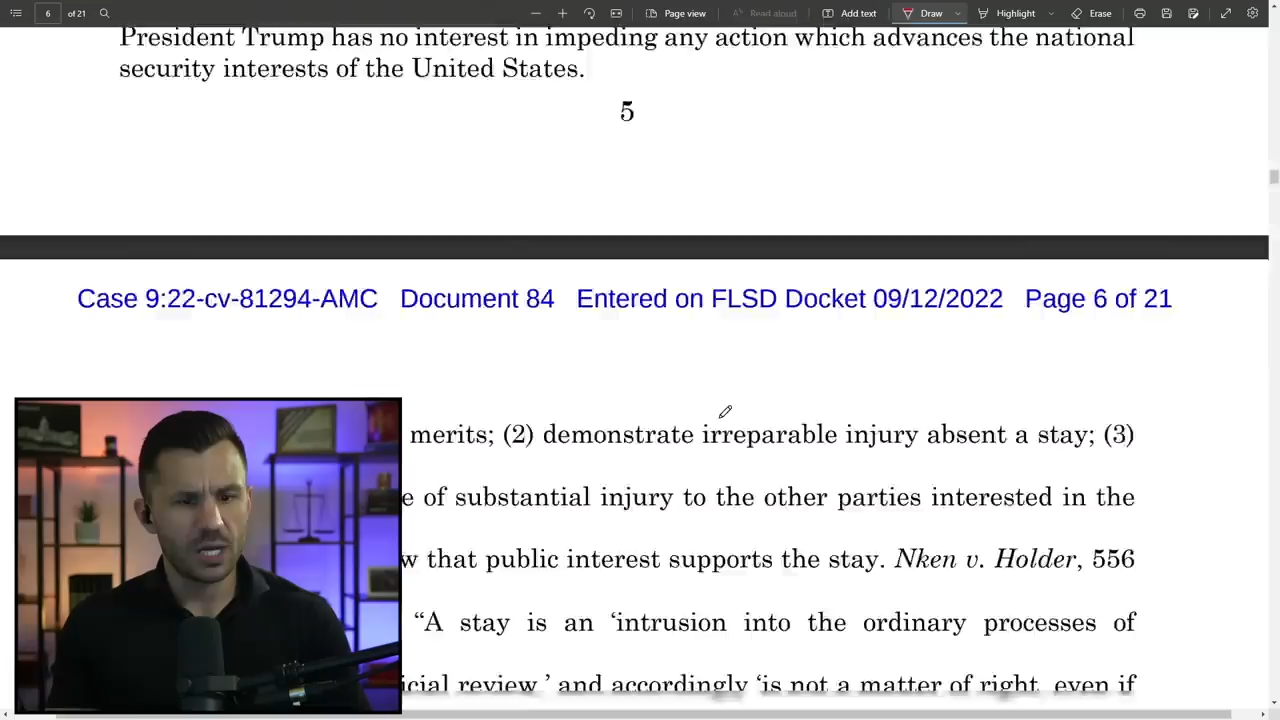 6 of 21 Page view Read aloud Add text Draw Highlight Erase
President Trump has no interest in impeding any action which advances the national
security interests of the United States.
5
Case 9:22-cv-81294-AMC Document 84 Entered on FLSD Docket 09/12/2022 Page 6 of 21
merits; (2) demonstrate irreparable injury absent a stay; (3)
e of substantial injury to the other parties interested in the
w that public interest supports the stay. Nken v. Holder, 556
“A stay is an ‘intrusion into the ordinary processes of
icial review,’ and accordingly ‘is not a matter of right, even if